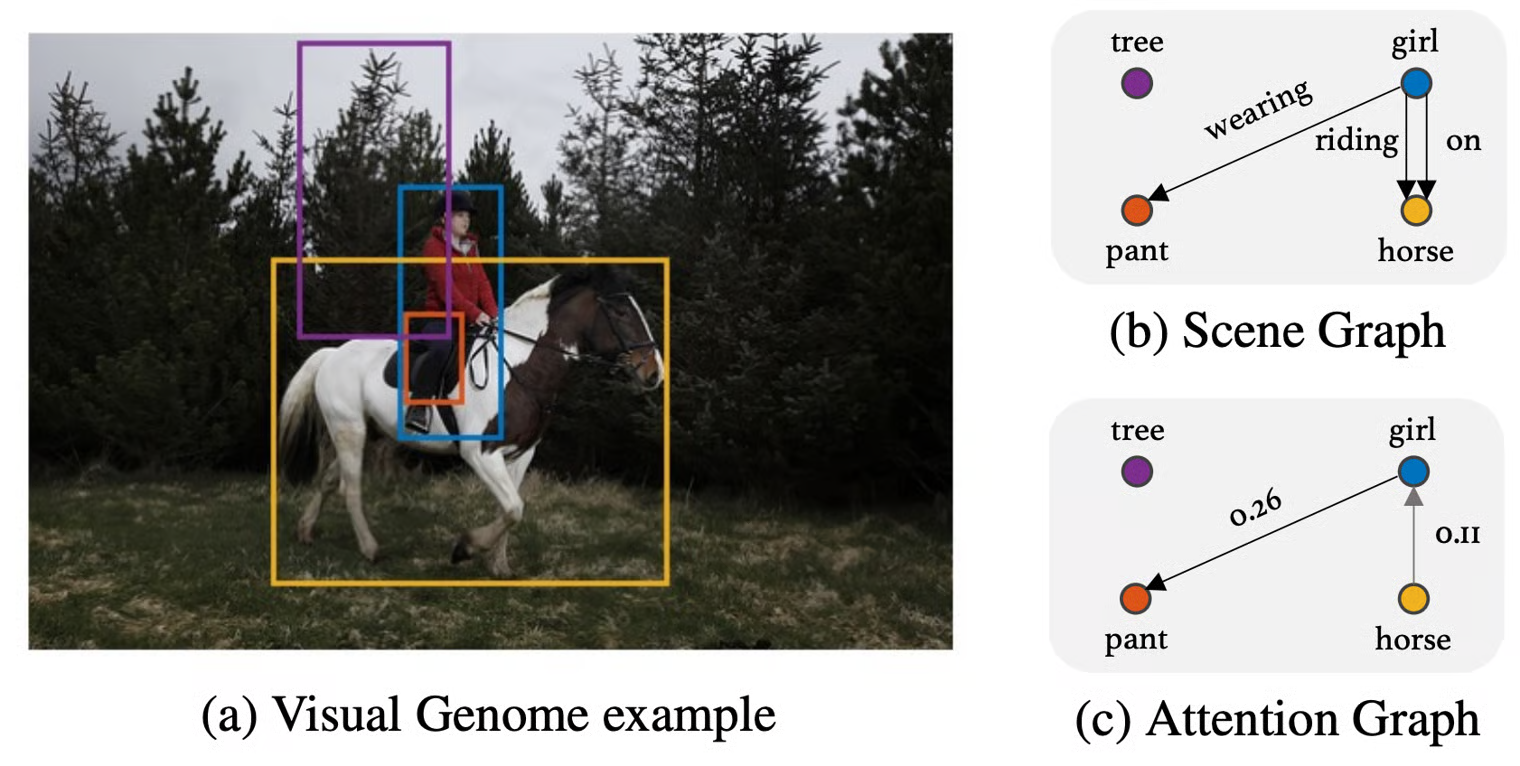 tree girl
wearing
riding on
pant horse
(b) Scene Graph
tree girl
0.26
0.11
pant horse
(a) Visual Genome example
(c) Attention Graph